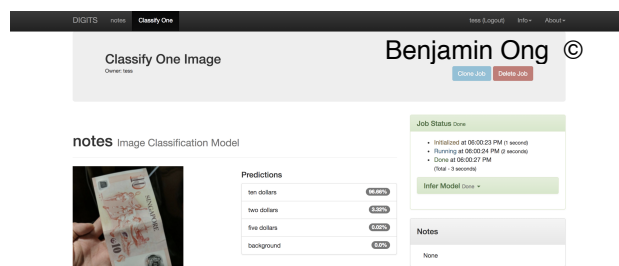 DIGITS notes Classify One tess (Logout) Info About
Benjamin Ong ©
Classify One Image
Owner: tess
Clone Job Delete Job
Job Status Done
Initialized at 06:00:23 PM (1 second)
Running at 06:00:24 PM (2 seconds)
Done at 06:00:27 PM
(Total - 3 seconds)
Infer Model Done
notes Image Classification Model
Predictions
ten dollars 96.66%
two dollars 3.32%
five dollars 0.02%
background 0.0%
Notes
None
SINGAPORE
$10